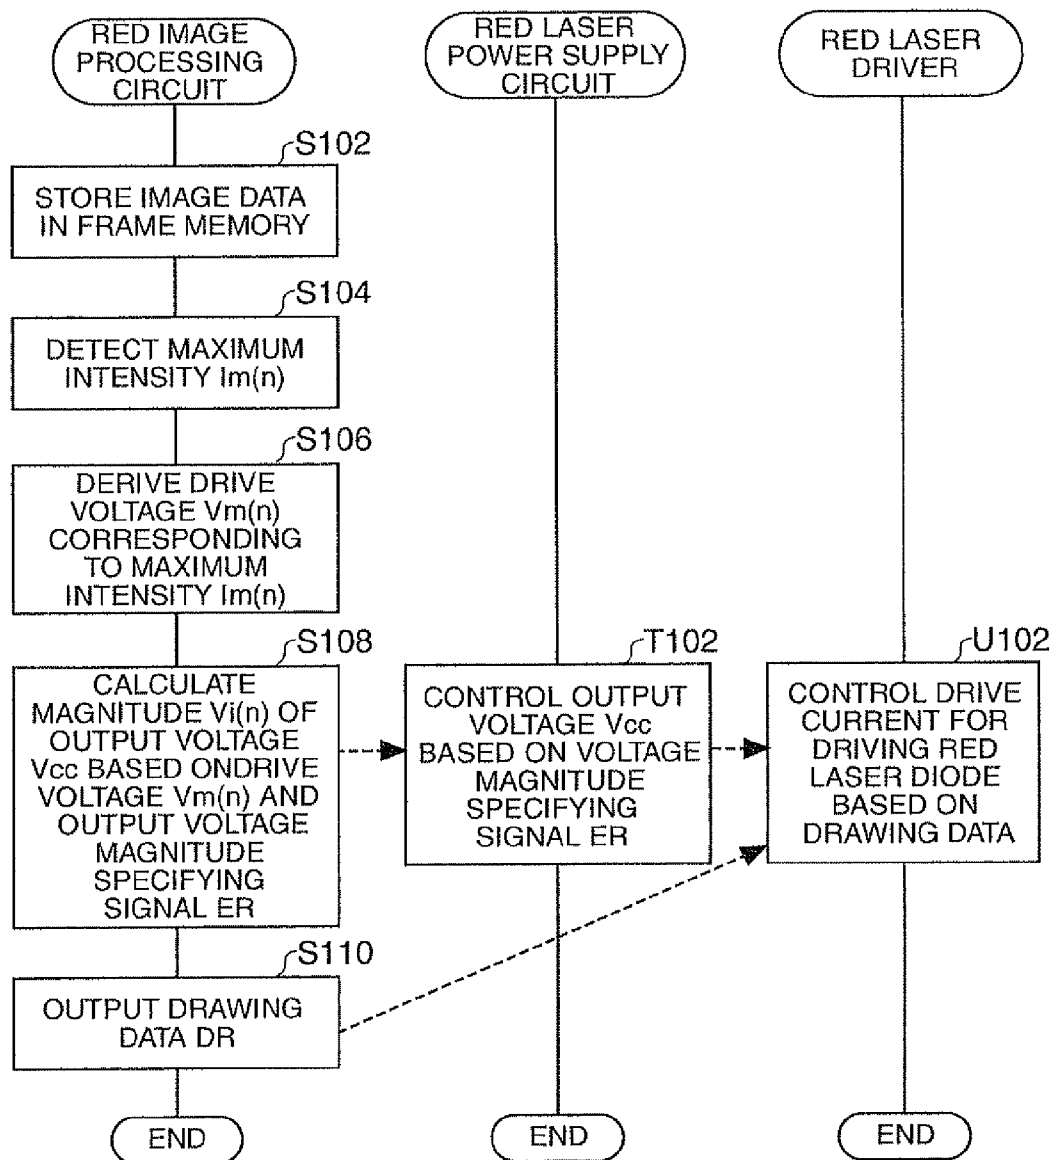 RED IMAGE
PROCESSING
CIRCUIT
RED LASER
POWER SUPPLY
CIRCUIT
RED LASER
DRIVER
S102
STORE IMAGE DATA
IN FRAME MEMORY
S104
DETECT MAXIMUM
INTENSITY Im(n)
S106
DERIVE DRIVE
VOLTAGE Vm(n)
CORRESPONDING
TO MAXIMUM
INTENSITY Im(n)
S108
CALCULATE
MAGNITUDE Vi(n) OF
OUTPUT VOLTAGE
Vcc BASED ONDRIVE
VOLTAGE Vm(n) AND
OUTPUT VOLTAGE
MAGNITUDE
SPECIFYING
SIGNAL ER
T102
CONTROL OUTPUT
VOLTAGE Vcc
BASED ON VOLTAGE
MAGNITUDE
SPECIFYING
SIGNAL ER
U102
CONTROL DRIVE
CURRENT FOR
DRIVING RED
LASER DIODE
BASED ON
DRAWING DATA
S110
OUTPUT DRAWING
DATA DR
END
END
END